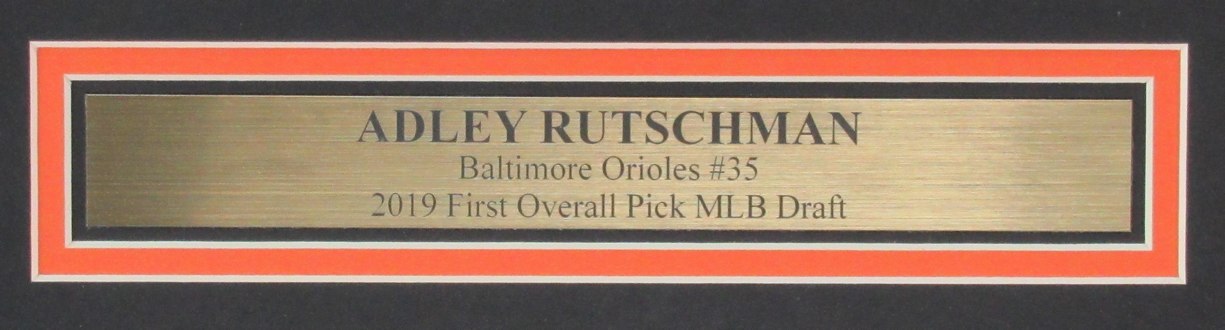 ADLEY RUTSCHMAN
Baltimore Orioles #35
2019 First Overall Pick MLB Draft